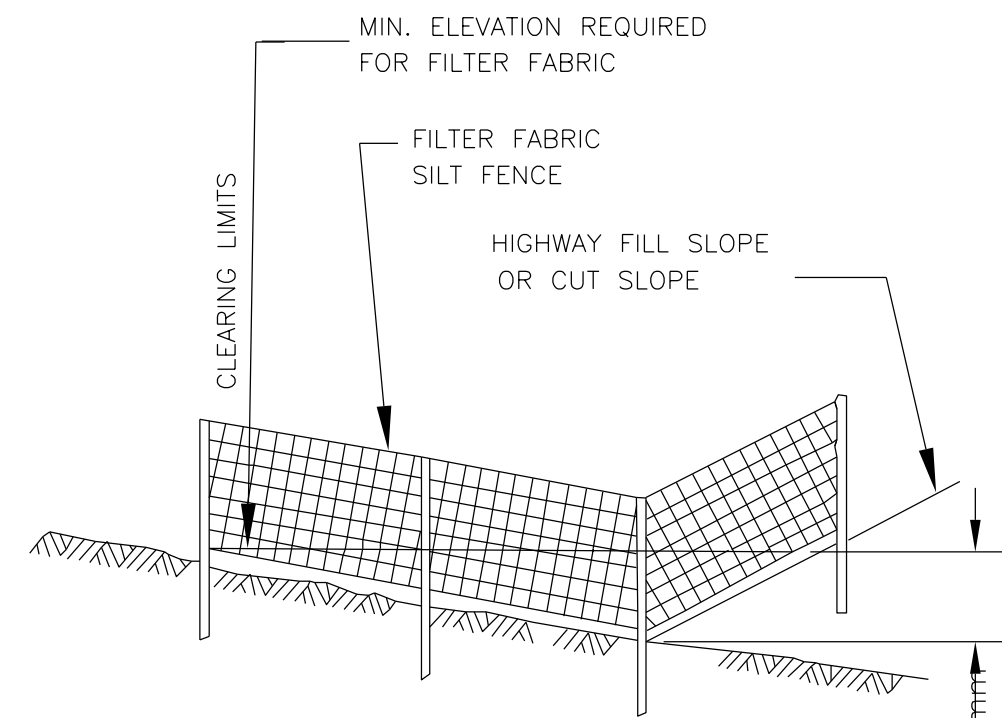 MIN. ELEVATION REQUIRED
FOR FILTER FABRIC
FILTER FABRIC
SILT FENCE
CLEARING LIMITS
HIGHWAY FILL SLOPE
OR CUT SLOPE